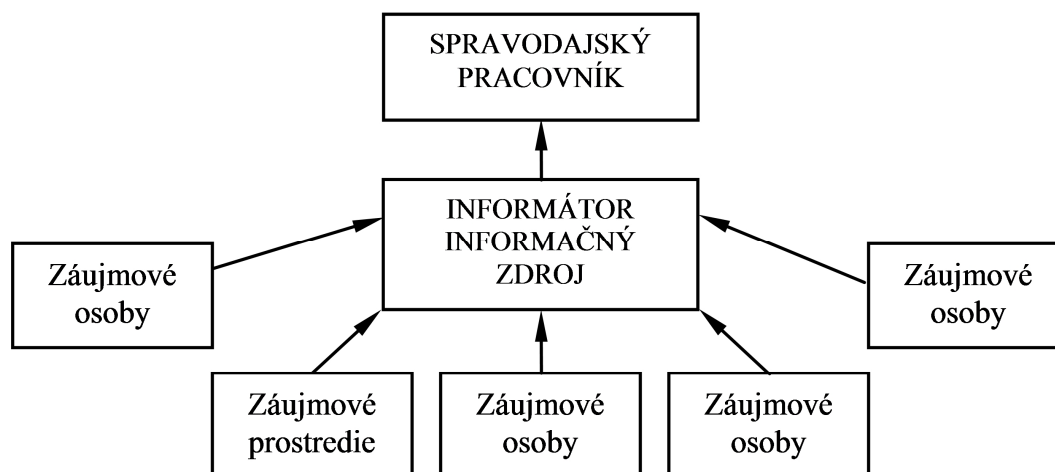 SPRAVODAJSKÝ
PRACOVNÍK
INFORMÁTOR
INFORMAČNÝ
ZDROJ
Záujmové
osoby
Záujmové
osoby
Záujmové
prostredie
Záujmové
osoby
Záujmové
osoby